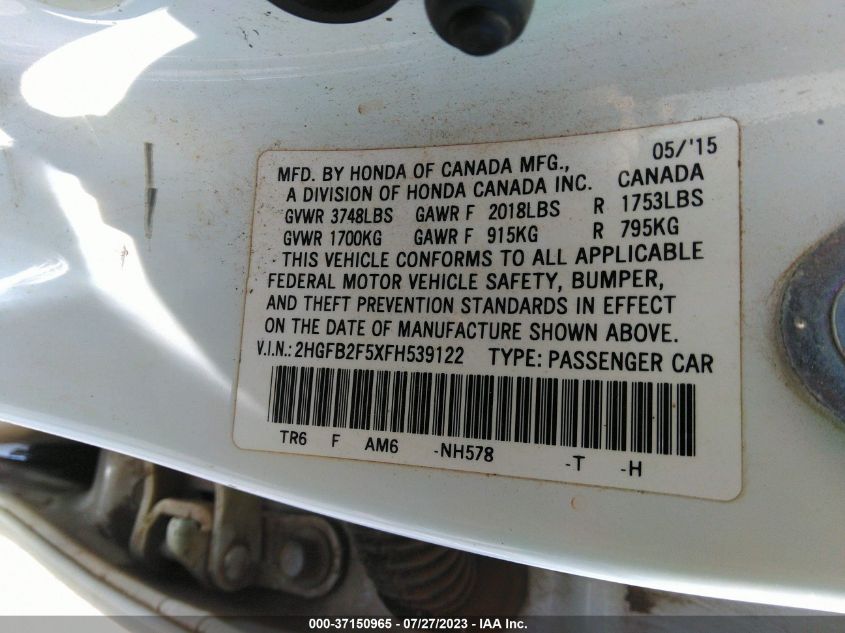 05/'15
MFD. BY HONDA OF CANADA MFG.,
A DIVISION OF HONDA CANADA INC. CANADA
GVWR 3748LBS GAWR F 2018LBS R 1753LBS
GVWR 1700KG GAWR F 915KG R 795KG
THIS VEHICLE CONFORMS TO ALL APPLICABLE
FEDERAL MOTOR VEHICLE SAFETY, BUMPER,
AND THEFT PREVENTION STANDARDS IN EFFECT
ON THE DATE OF MANUFACTURE SHOWN ABOVE.
V.I.N.: 2HGFB2F5XFH539122 TYPE: PASSENGER CAR
TR6 F AM6 -NH578 -T -H
000-37150965 / 07/27/2023 - IAA Inc.